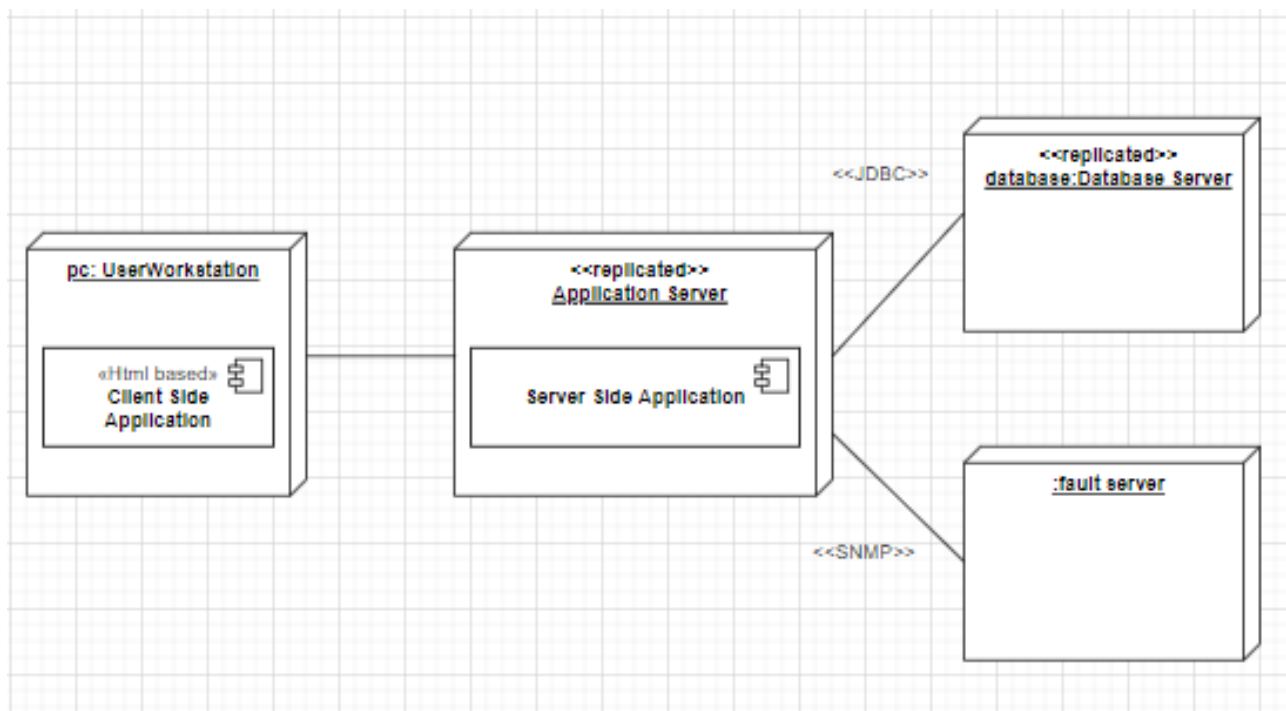 <<replicated>>
database:Database Server
<<JDBC>>
pc: UserWorkstation
<<replicated>>
Application Server
«Html based»
Client Side
Application
Server Side Application
:fault server
<<SNMP>>